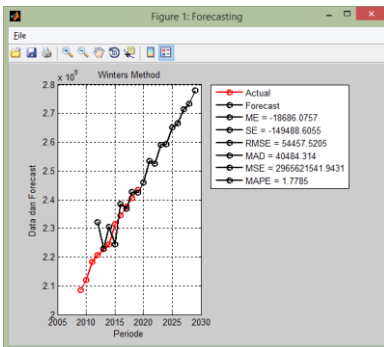 Figure 1: Forecasting
File
Winters Method
x 10^6
Actual
Forecast
ME = -18686.0757
SE = -149488.6055
RMSE = 54457.5205
MAD = 40484.314
MSE = 2965621541.9431
MAPE = 1.7785
2.8
2.7
2.6
2.5
2.4
2.3
2.2
2.1
2
Data dan Forecast
2005 2010 2015 2020 2025 2030
Periode